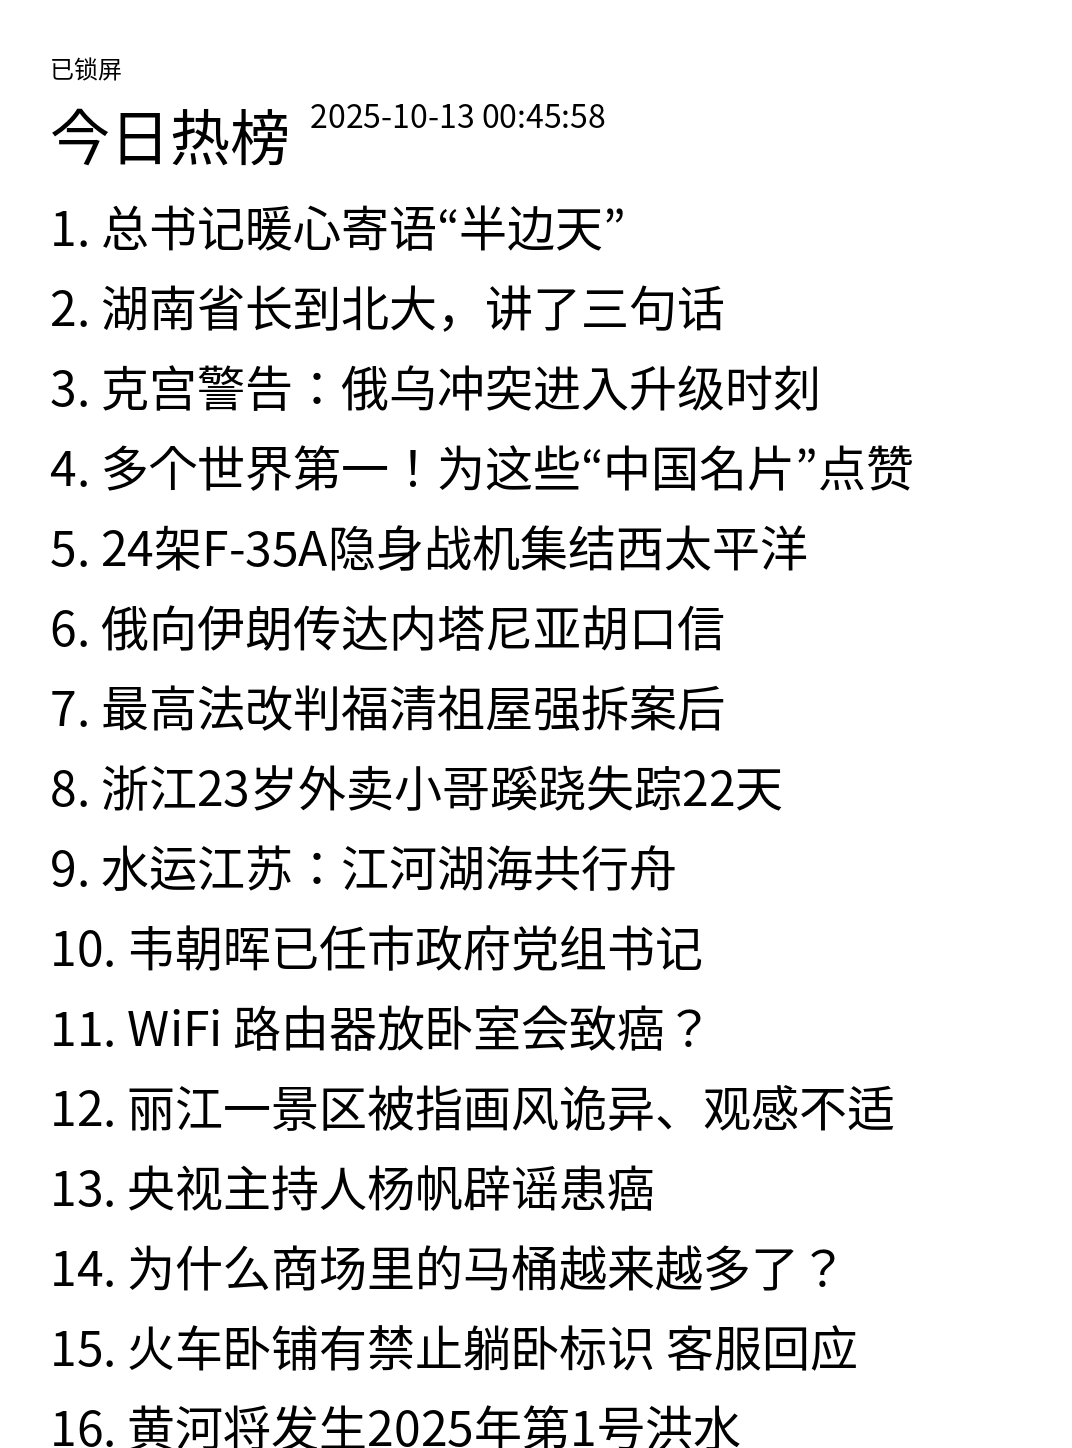 已锁屏
今日热榜 2025-10-13 00:45:58
1. 总书记暖心寄语“半边天”
2. 湖南省长到北大，讲了三句话
3. 克宫警告：俄乌冲突进入升级时刻
4. 多个世界第一！为这些“中国名片”点赞
5. 24架F-35A隐身战机集结西太平洋
6. 俄向伊朗传达内塔尼亚胡口信
7. 最高法改判福清祖屋强拆案后
8. 浙江23岁外卖小哥蹊跷失踪22天
9. 水运江苏：江河湖海共行舟
10. 韦朝晖已任市政府党组书记
11. WiFi 路由器放卧室会致癌？
12. 丽江一景区被指画风诡异、观感不适
13. 央视主持人杨帆辟谣患癌
14. 为什么商场里的马桶越来越多了？
15. 火车卧铺有禁止躺卧标识 客服回应
16. 黄河将发生2025年第1号洪水